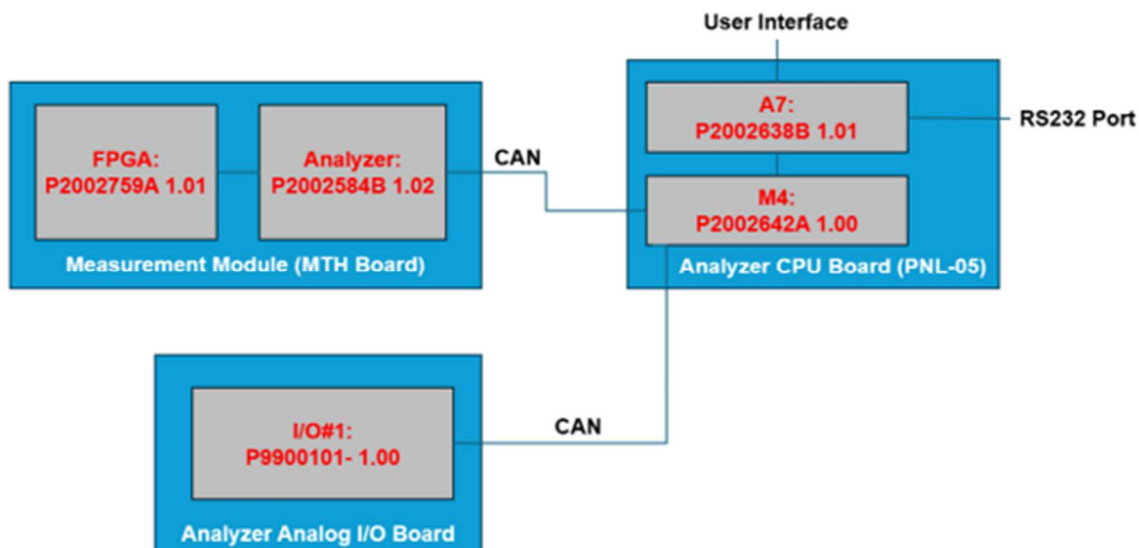 User Interface
A7:
P2002638B 1.01
RS232 Port
FPGA:
P2002759A 1.01
Analyzer:
P2002584B 1.02
CAN
M4:
P2002642A 1.00
Measurement Module (MTH Board)
Analyzer CPU Board (PNL-05)
I/O#1:
P9900101- 1.00
CAN
Analyzer Analog I/O Board